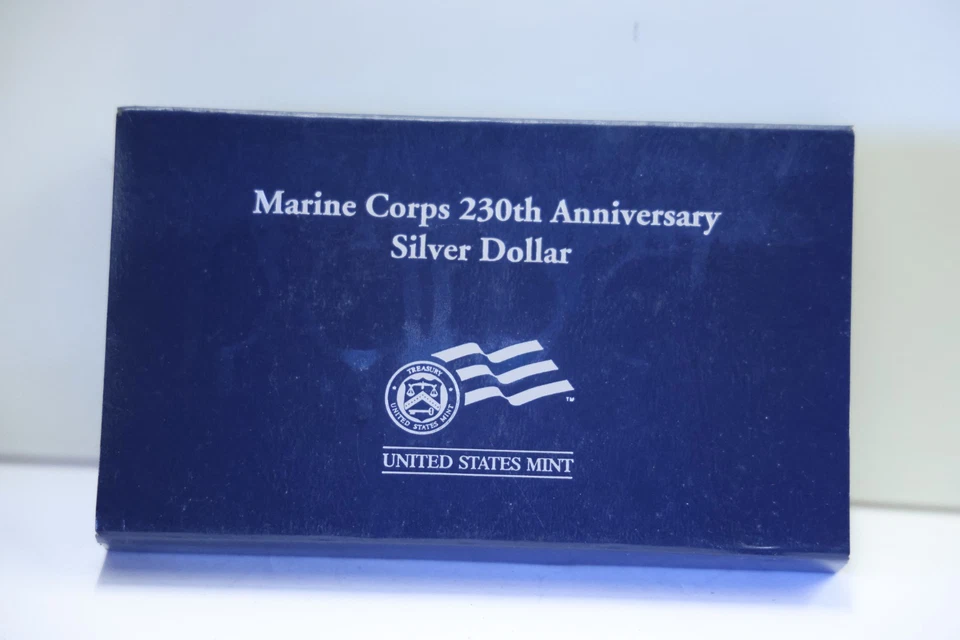 Marine Corps 230th Anniversary
Silver Dollar
TREASURY
UNITED STATES MINT
™
UNITED STATES MINT